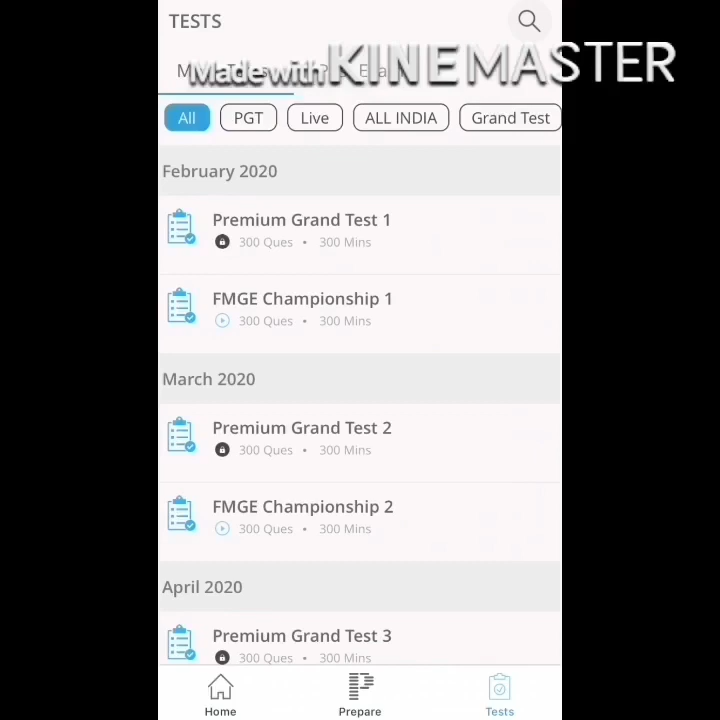 TESTS
Made with KINEMASTER
All PGT Live ALL INDIA Grand Test
February 2020
Premium Grand Test 1
300 Ques • 300 Mins
FMGE Championship 1
300 Ques • 300 Mins
March 2020
Premium Grand Test 2
300 Ques • 300 Mins
FMGE Championship 2
300 Ques • 300 Mins
April 2020
Premium Grand Test 3
300 Ques • 300 Mins
Home Prepare Tests